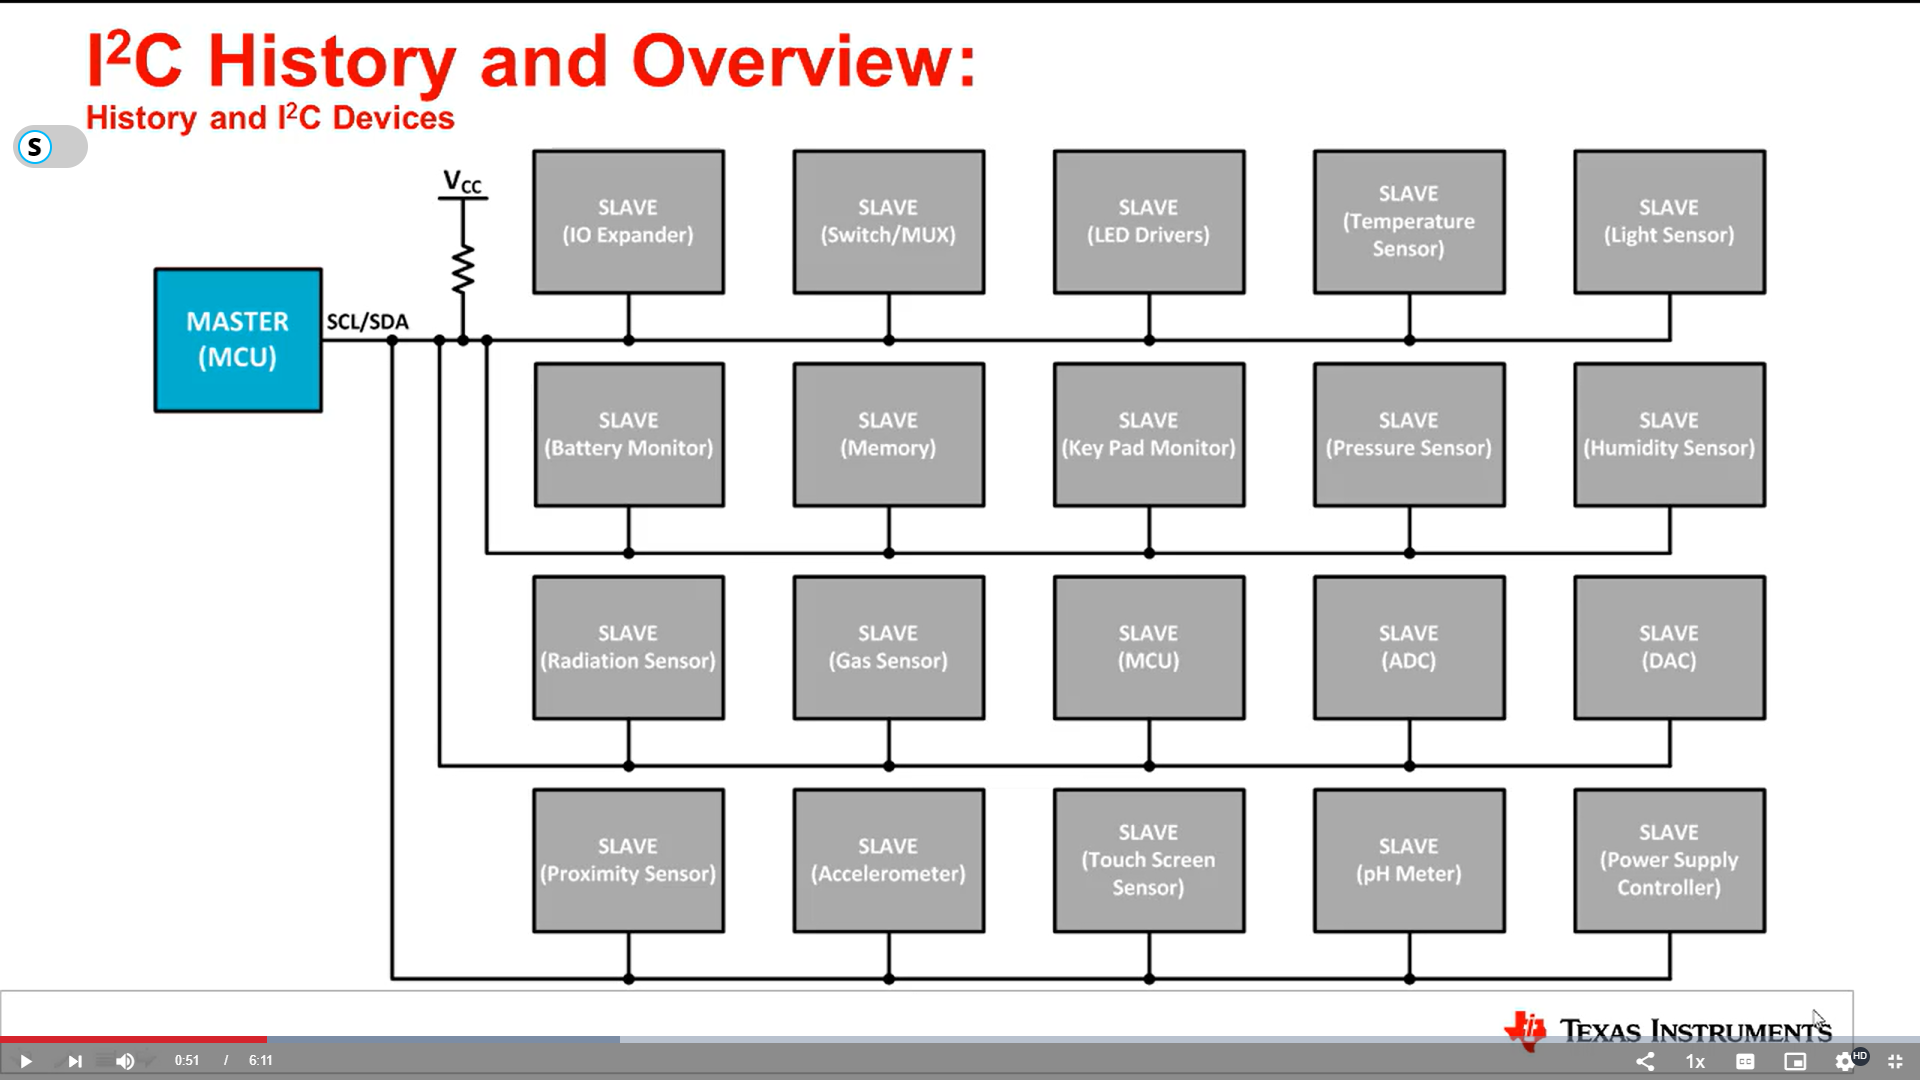 I²C History and Overview:
History and I²C Devices
S
VCC
MASTER
(MCU)
SCL/SDA
SLAVE
(IO Expander)
SLAVE
(Switch/MUX)
SLAVE
(LED Drivers)
SLAVE
(Temperature
Sensor)
SLAVE
(Light Sensor)
SLAVE
(Battery Monitor)
SLAVE
(Memory)
SLAVE
(Key Pad Monitor)
SLAVE
(Pressure Sensor)
SLAVE
(Humidity Sensor)
SLAVE
(Radiation Sensor)
SLAVE
(Gas Sensor)
SLAVE
(MCU)
SLAVE
(ADC)
SLAVE
(DAC)
SLAVE
(Proximity Sensor)
SLAVE
(Accelerometer)
SLAVE
(Touch Screen
Sensor)
SLAVE
(pH Meter)
SLAVE
(Power Supply
Controller)
TEXAS INSTRUMENTS
0:51 / 6:11
1x
CC
HD